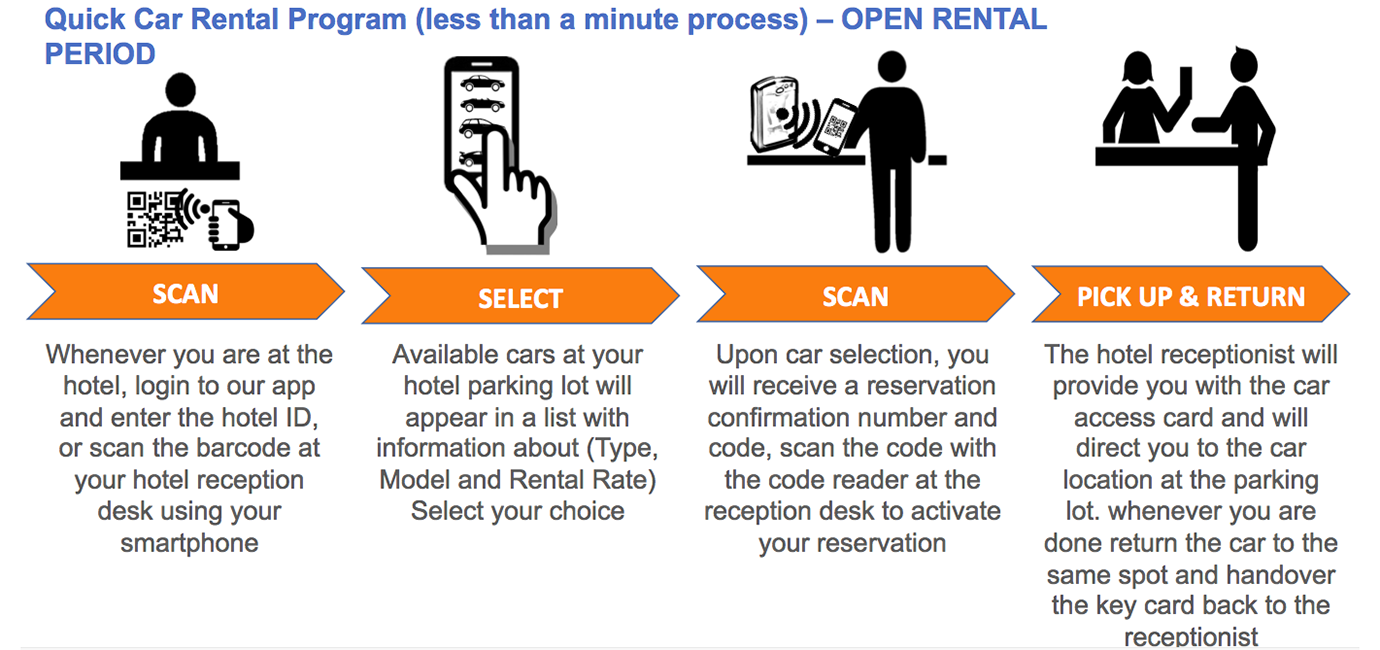 Quick Car Rental Program (less than a minute process) – OPEN RENTAL
PERIOD
SCAN
Whenever you are at the
hotel, login to our app
and enter the hotel ID,
or scan the barcode at
your hotel reception
desk using your
smartphone
SELECT
Available cars at your
hotel parking lot will
appear in a list with
information about (Type,
Model and Rental Rate)
Select your choice
SCAN
Upon car selection, you
will receive a reservation
confirmation number and
code, scan the code with
the code reader at the
reception desk to activate
your reservation
PICK UP & RETURN
The hotel receptionist will
provide you with the car
access card and will
direct you to the car
location at the parking
lot. whenever you are
done return the car to the
same spot and handover
the key card back to the
receptionist